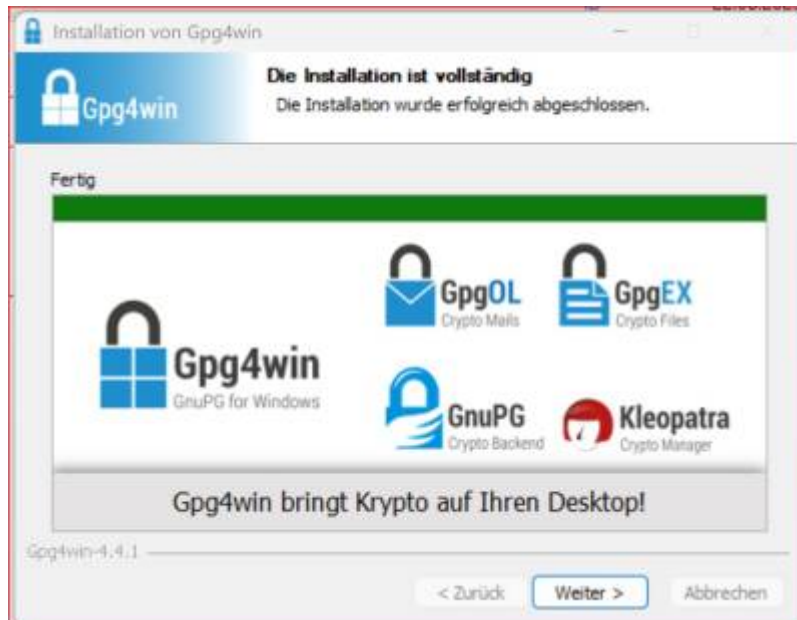 Installation von Gpg4win
Gpg4win
Die Installation ist vollständig
Die Installation wurde erfolgreich abgeschlossen.
Fertig
Gpg4win
GnuPG for Windows
GpgOL
Crypto Mails
GpgEX
Crypto Files
GnuPG
Crypto Backend
Kleopatra
Crypto Manager
Gpg4win bringt Krypto auf Ihren Desktop!
Gpg4win-4.4.1
< Zurück Weiter > Abbrechen